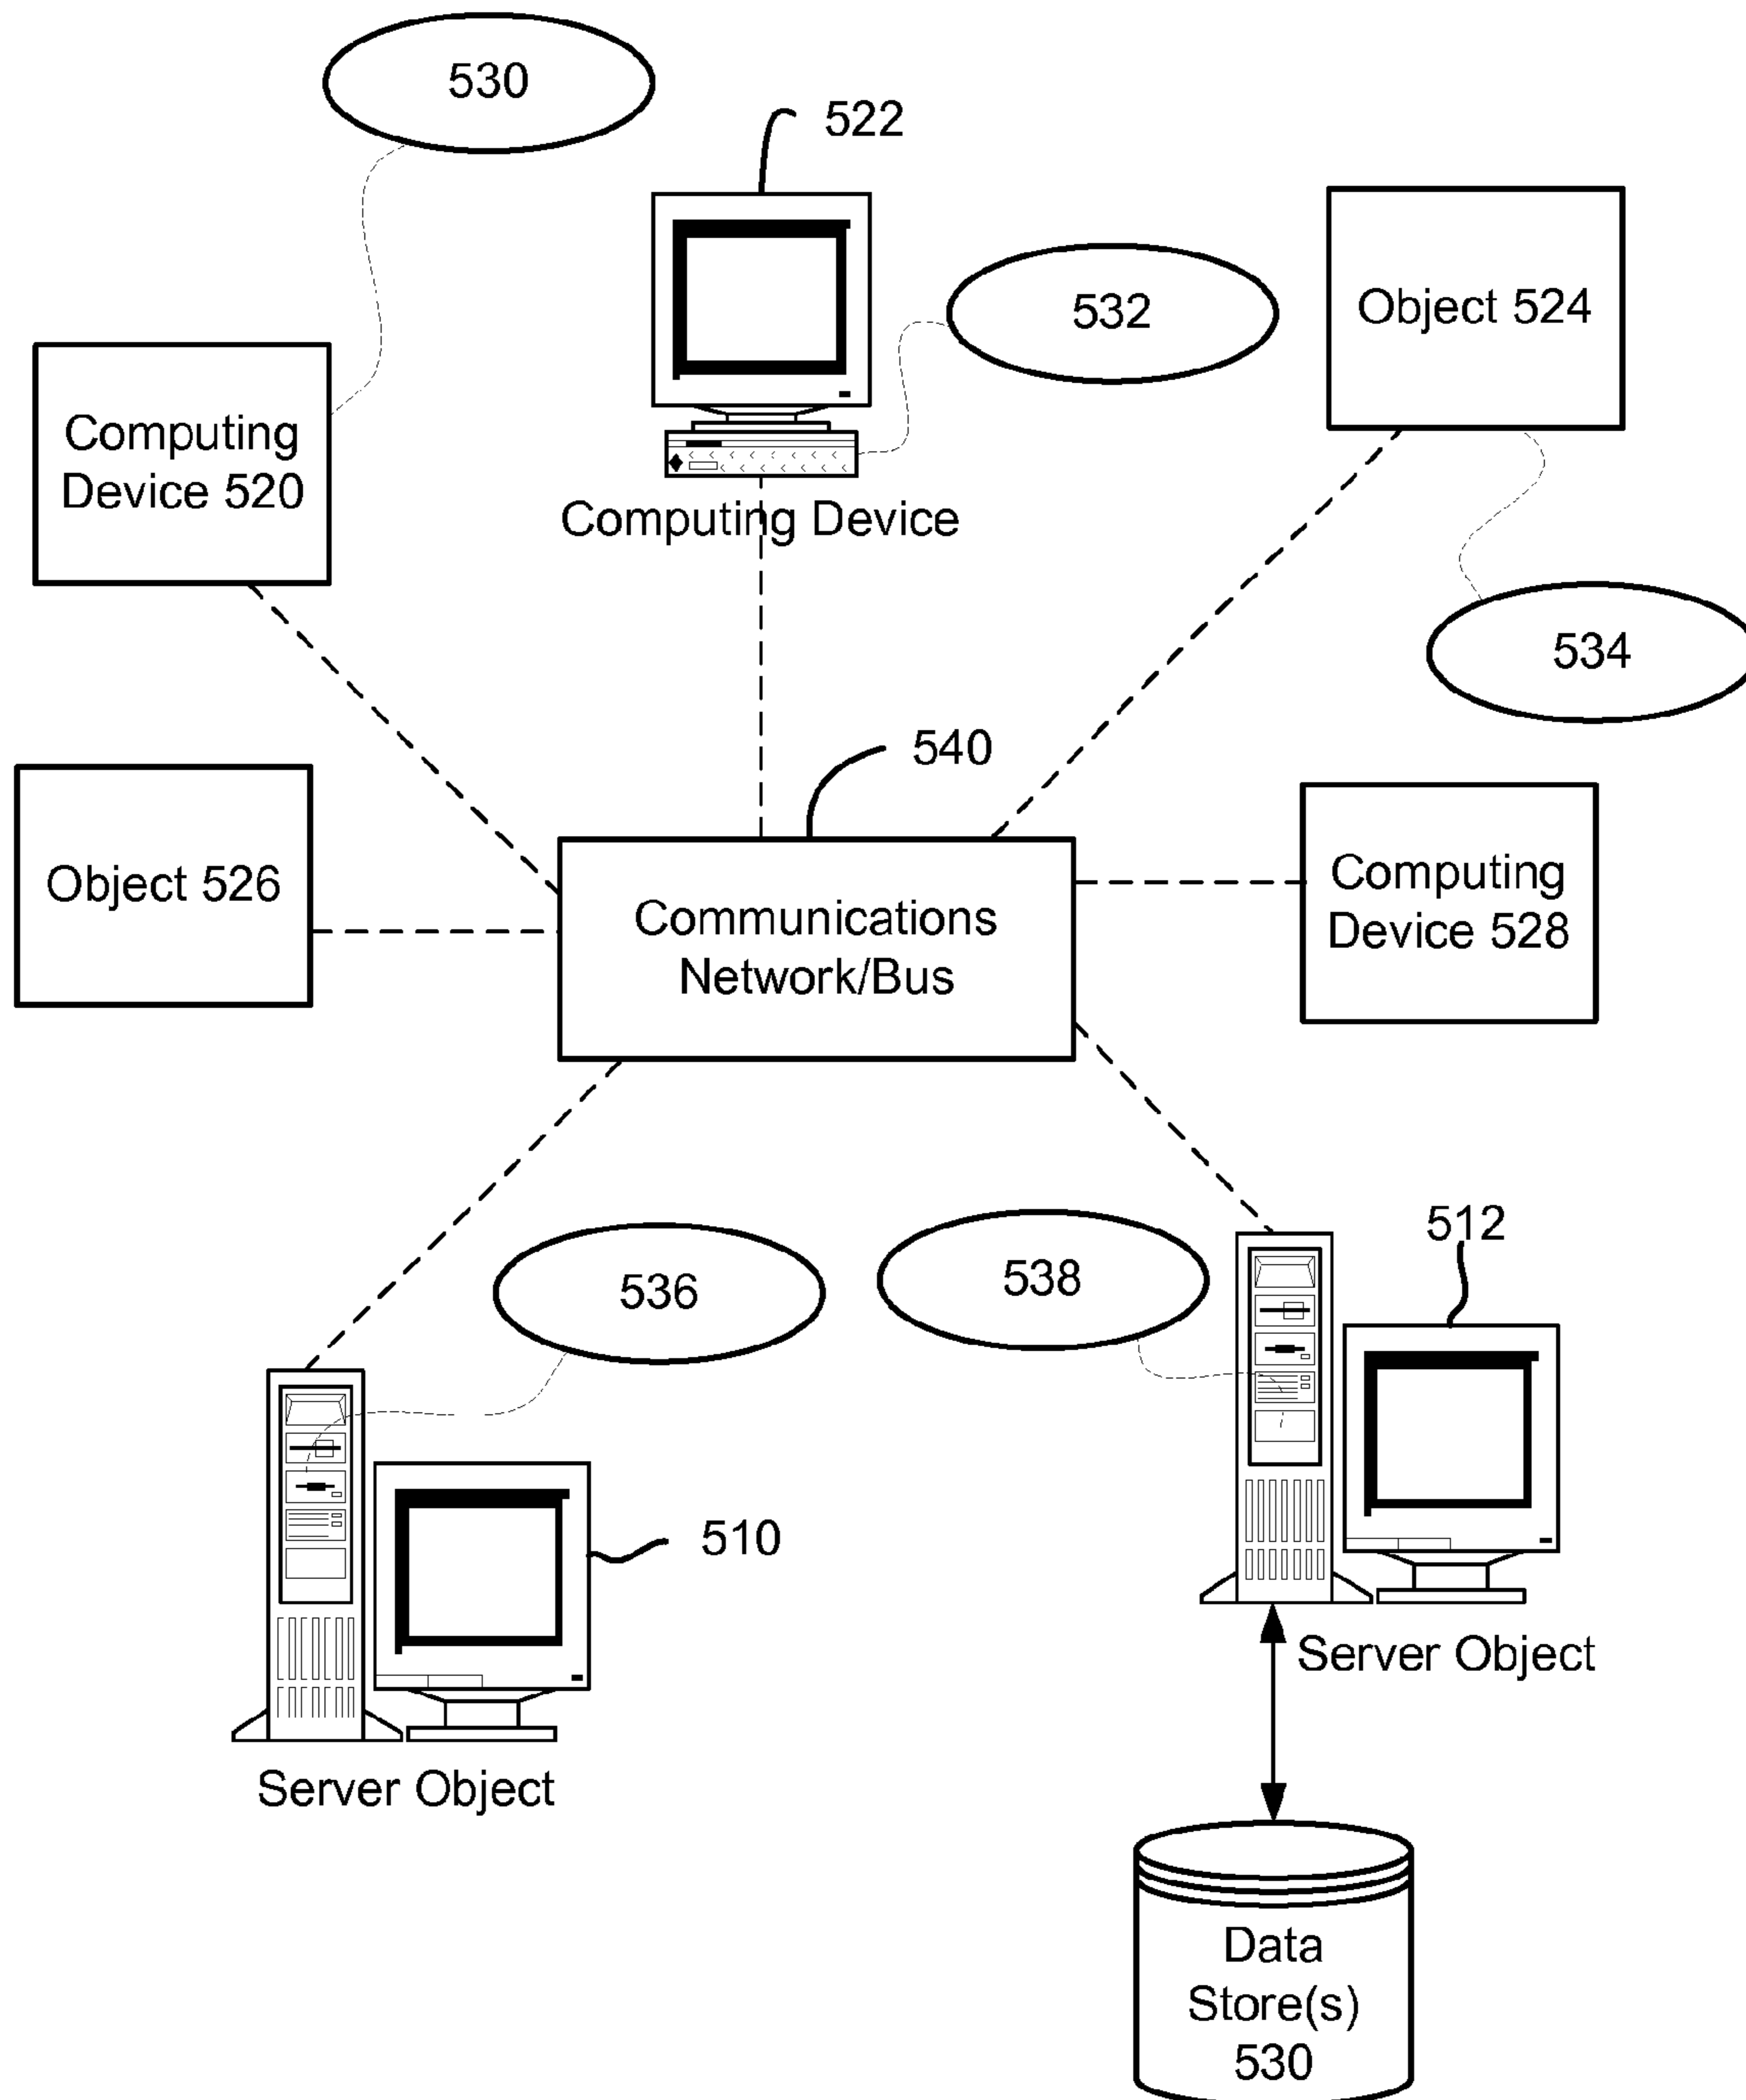 530
522
532
Object 524
Computing
Device 520
Computing Device
534
540
Object 526
Computing
Device 528
Communications
Network/Bus
512
536
538
510
Server Object
Server Object
Data
Store(s)
530